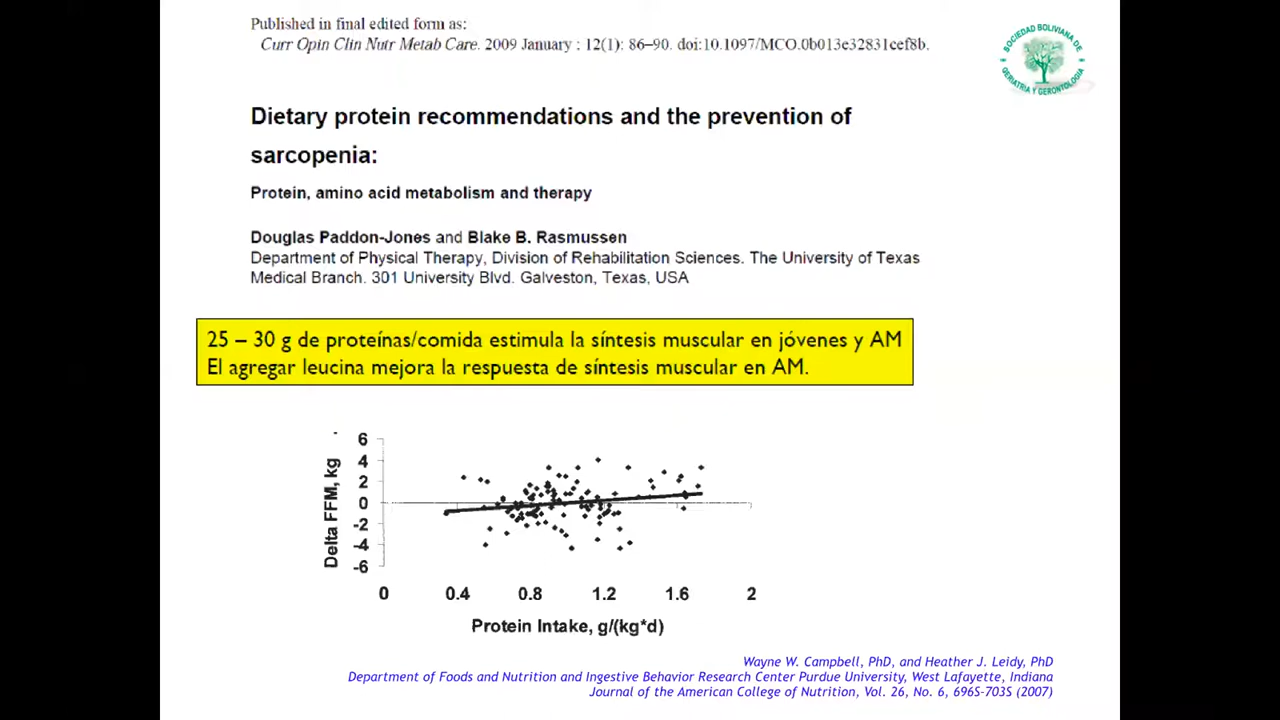 Published in final edited form as:
Curr Opin Clin Nutr Metab Care. 2009 January ; 12(1): 86–90. doi:10.1097/MCO.0b013e32831cef8b.
SOCIEDAD BOLIVIANA DE
GERIATRIA Y GERONTOLOGIA
Dietary protein recommendations and the prevention of
sarcopenia:
Protein, amino acid metabolism and therapy
Douglas Paddon-Jones and Blake B. Rasmussen
Department of Physical Therapy, Division of Rehabilitation Sciences. The University of Texas
Medical Branch. 301 University Blvd. Galveston, Texas, USA
25 – 30 g de proteínas/comida estimula la síntesis muscular en jóvenes y AM
El agregar leucina mejora la respuesta de síntesis muscular en AM.
Delta FFM, kg
6
4
2
0
-2
-4
-6
0 0.4 0.8 1.2 1.6 2
Protein Intake, g/(kg*d)
Wayne W. Campbell, PhD, and Heather J. Leidy, PhD
Department of Foods and Nutrition and Ingestive Behavior Research Center Purdue University, West Lafayette, Indiana
Journal of the American College of Nutrition, Vol. 26, No. 6, 696S-703S (2007)